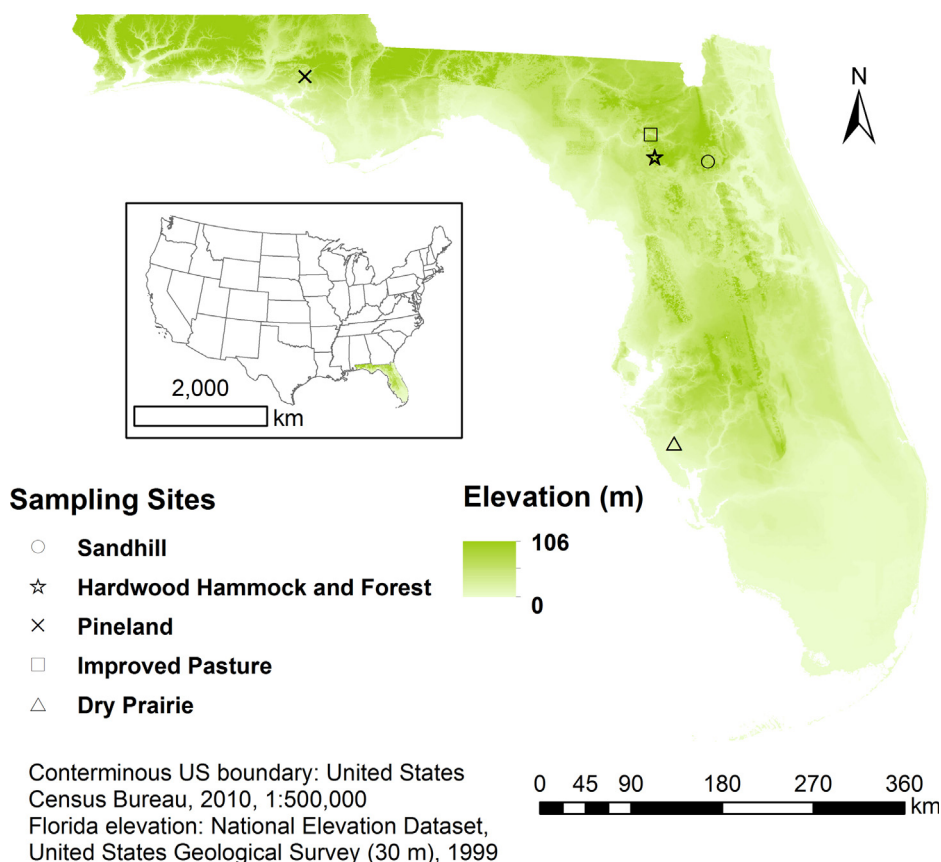 N
2,000
km
Sampling Sites
Sandhill
Hardwood Hammock and Forest
Pineland
Improved Pasture
Dry Prairie
Elevation (m)
106
0
Conterminous US boundary: United States
Census Bureau, 2010, 1:500,000
Florida elevation: National Elevation Dataset,
United States Geological Survey (30 m), 1999
0 45 90 180 270 360
km